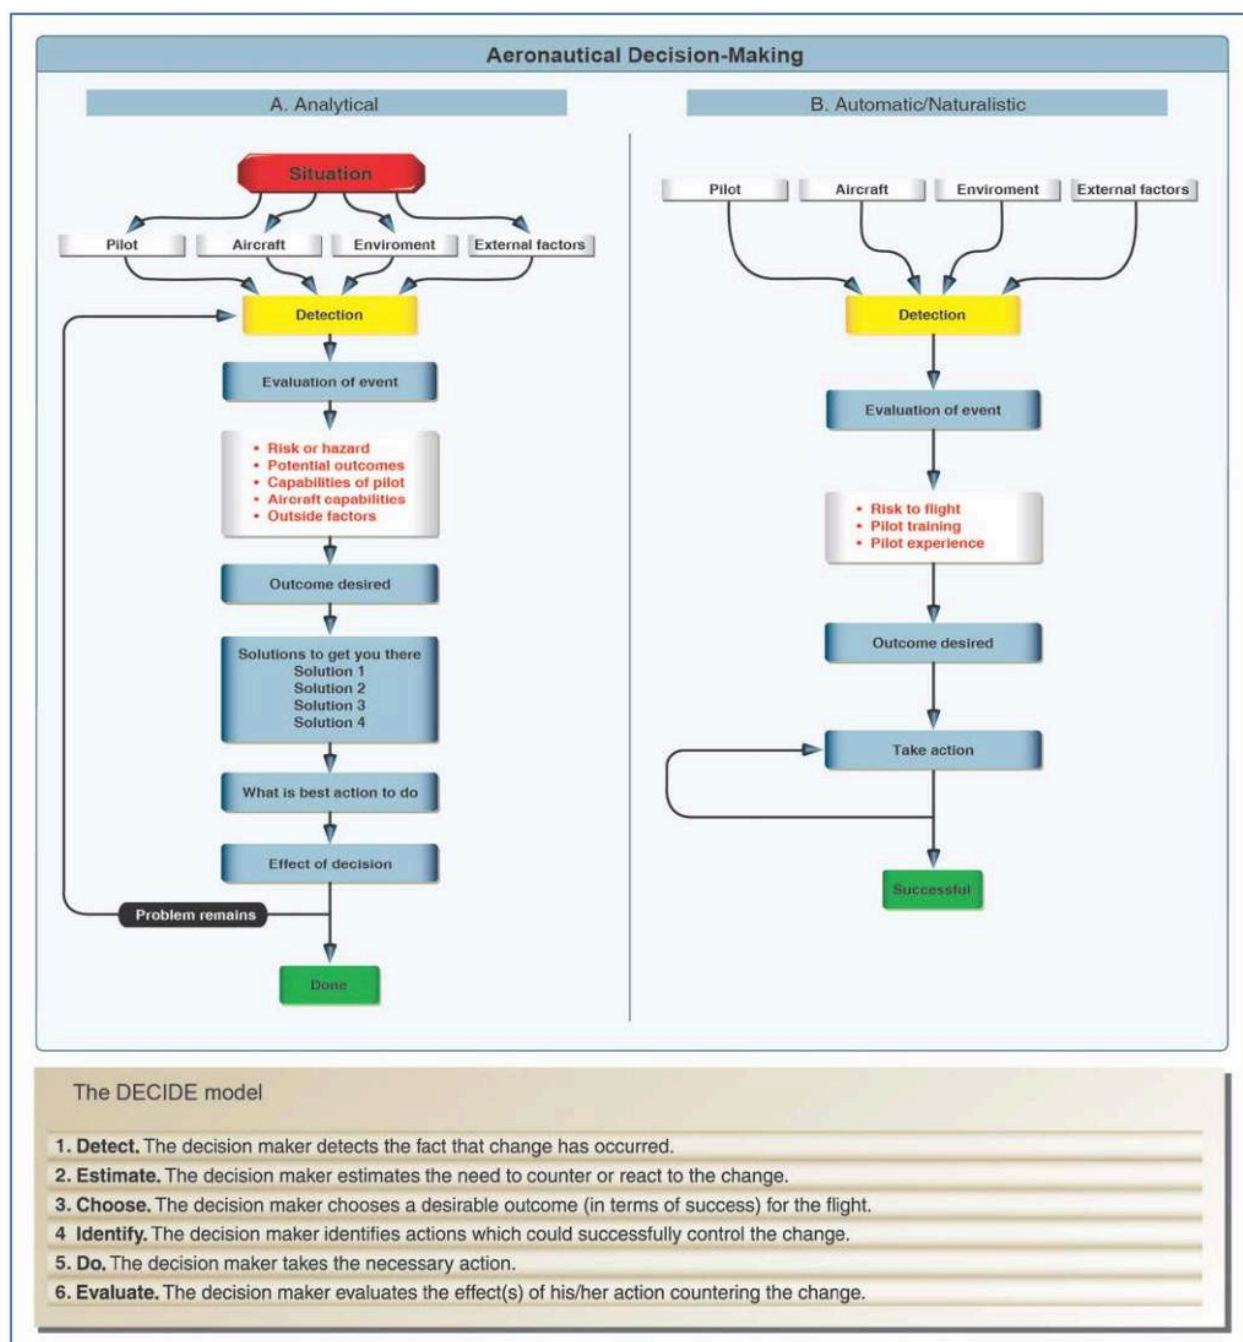 Aeronautical Decision-Making
A. Analytical
Situation
Pilot
Aircraft
Enviroment
External factors
Detection
Evaluation of event
• Risk or hazard
• Potential outcomes
• Capabilities of pilot
• Aircraft capabilities
• Outside factors
Outcome desired
Solutions to get you there
Solution 1
Solution 2
Solution 3
Solution 4
What is best action to do
Effect of decision
Problem remains
Done
B. Automatic/Naturalistic
Pilot
Aircraft
Enviroment
External factors
Detection
Evaluation of event
• Risk to flight
• Pilot training
• Pilot experience
Outcome desired
Take action
Successful
The DECIDE model
1. Detect. The decision maker detects the fact that change has occurred.
2. Estimate. The decision maker estimates the need to counter or react to the change.
3. Choose. The decision maker chooses a desirable outcome (in terms of success) for the flight.
4 Identify. The decision maker identifies actions which could successfully control the change.
5. Do. The decision maker takes the necessary action.
6. Evaluate. The decision maker evaluates the effect(s) of his/her action countering the change.